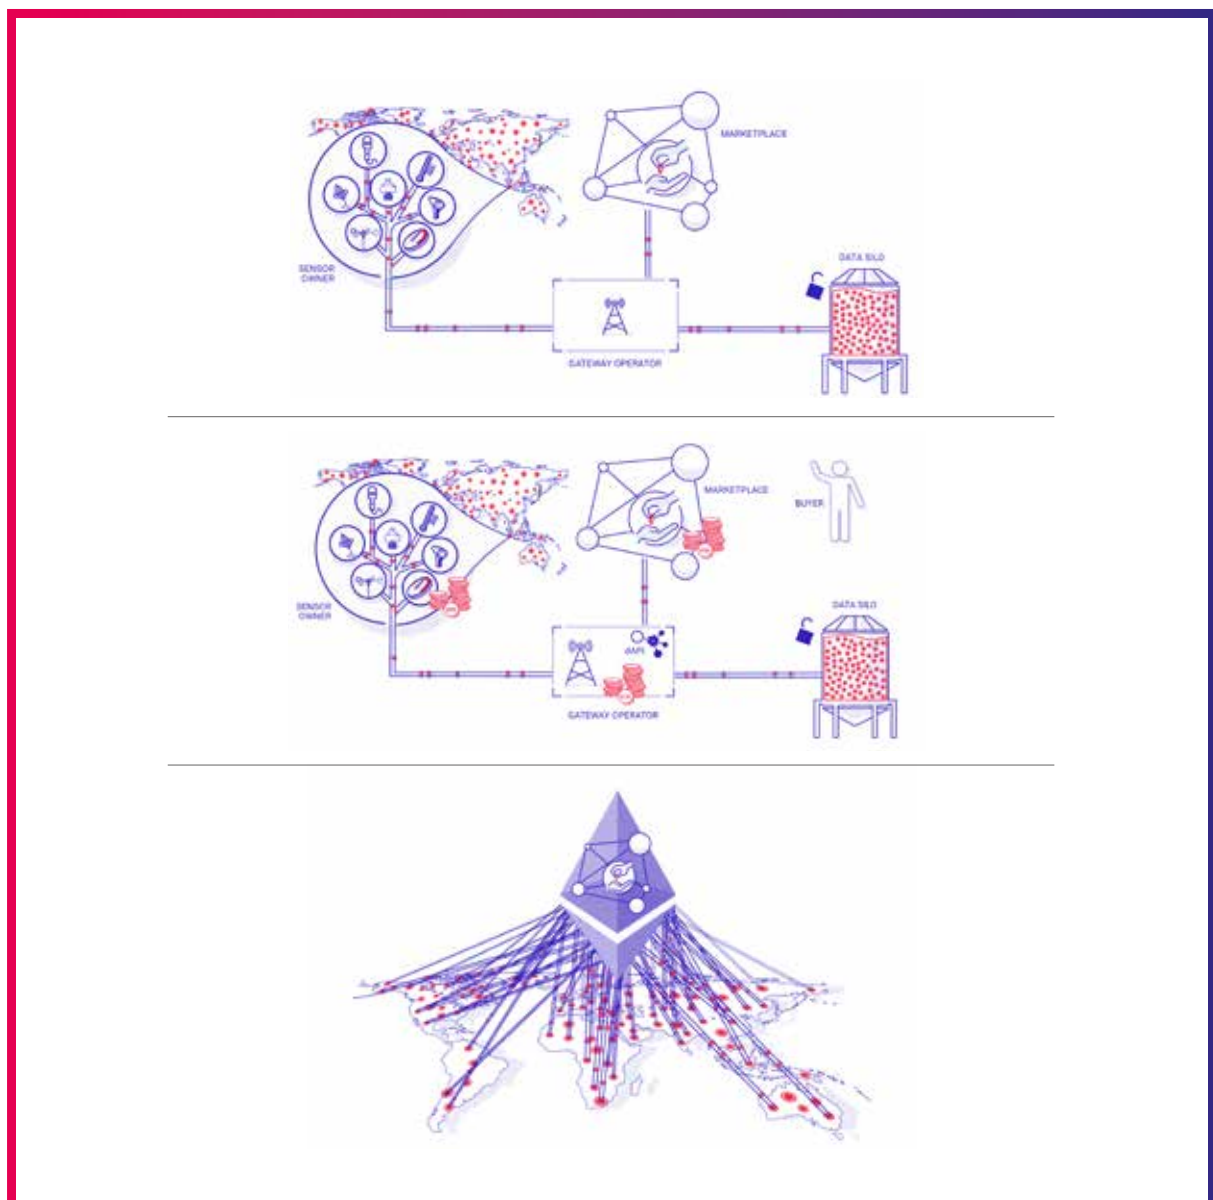 MARKETPLACE
SENSOR
OWNER
DATA SILO
GATEWAY OPERATOR
MARKETPLACE
BUYER
SENSOR
OWNER
DATA SILO
dAPI
GATEWAY OPERATOR